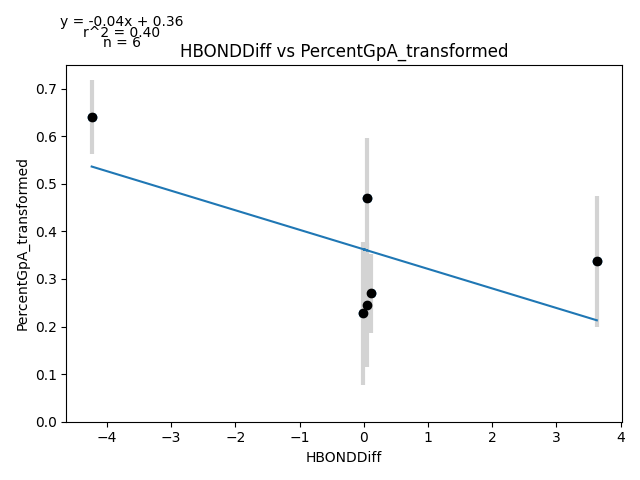 y = -0.04x + 0.36
r^2 = 0.40
n = 6
HBONDDiff vs PercentGpA_transformed
PercentGpA_transformed
0.7
0.6
0.5
0.4
0.3
0.2
0.1
0.0
−4 −3 −2 −1 0 1 2 3 4
HBONDDiff